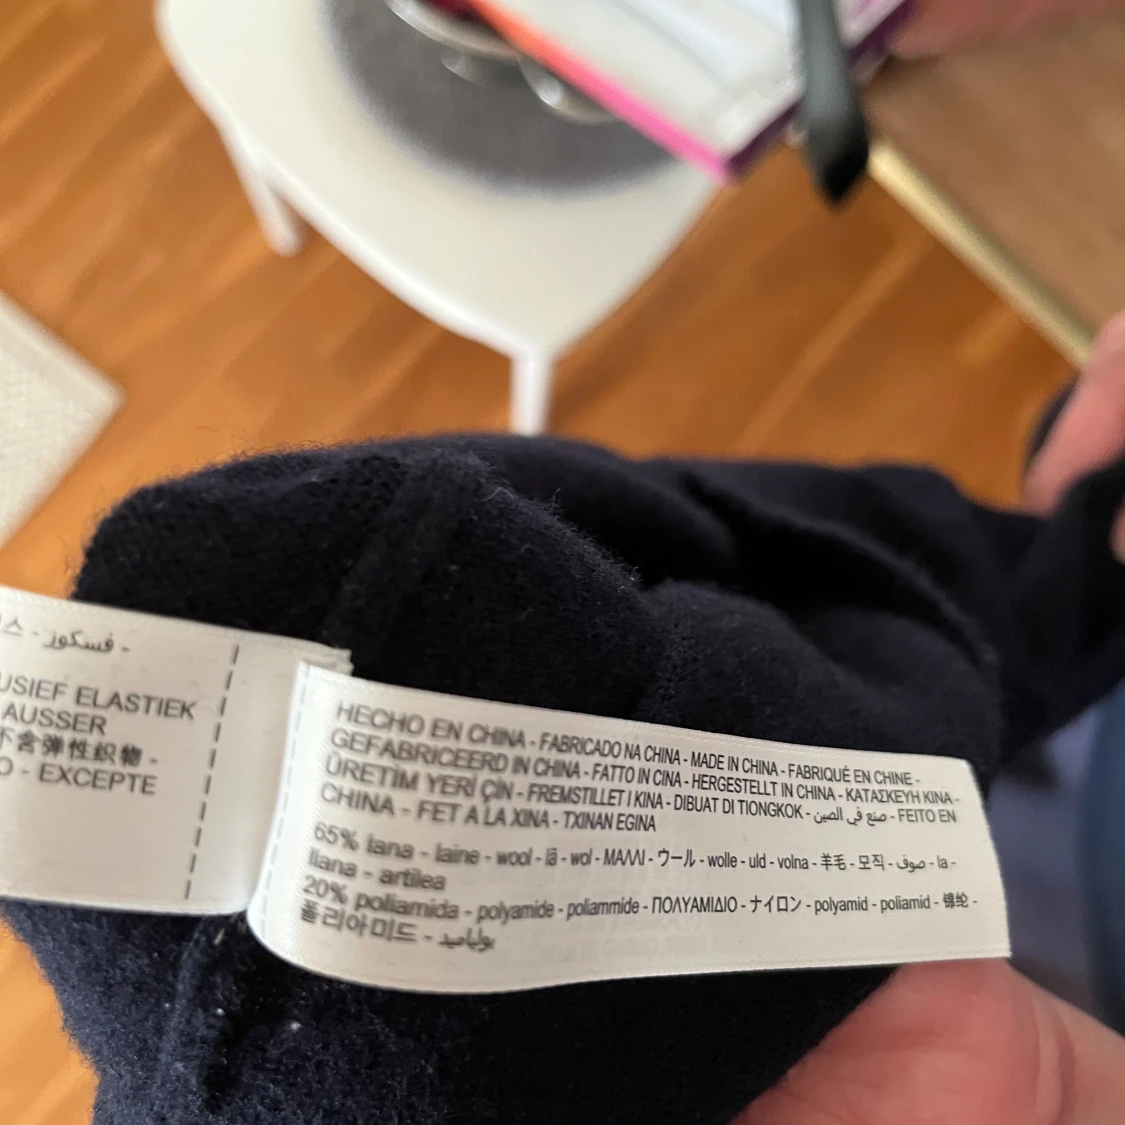 스 - فسكوز -
USIEF ELASTIEK
AUSSER
不含弹性织物 -
O - EXCEPTE
HECHO EN CHINA - FABRICADO NA CHINA - MADE IN CHINA - FABRIQUÉ EN CHINE -
GEFABRICEERD IN CHINA - FATTO IN CINA - HERGESTELLT IN CHINA - ΚΑΤΑΣΚΕΥΗ ΚΙΝΑ -
ÜRETİM YERİ ÇİN - FREMSTILLET I KINA - DIBUAT DI TIONGKOK - صنع في الصين - FEITO EN
CHINA - FET A LA XINA - TXINAN EGINA
65% lana - laine - wool - lã - wol - ΜΑΛΛΙ - ウール - wolle - uld - volna - 羊毛 - 모직 - صوف - la -
llana - artilea
20% poliamida - polyamide - poliammide - ΠΟΛΥΑΜΙΔΙΟ - ナイロン - polyamid - poliamid - 锦纶 -
폴리아미드 - بولياميد